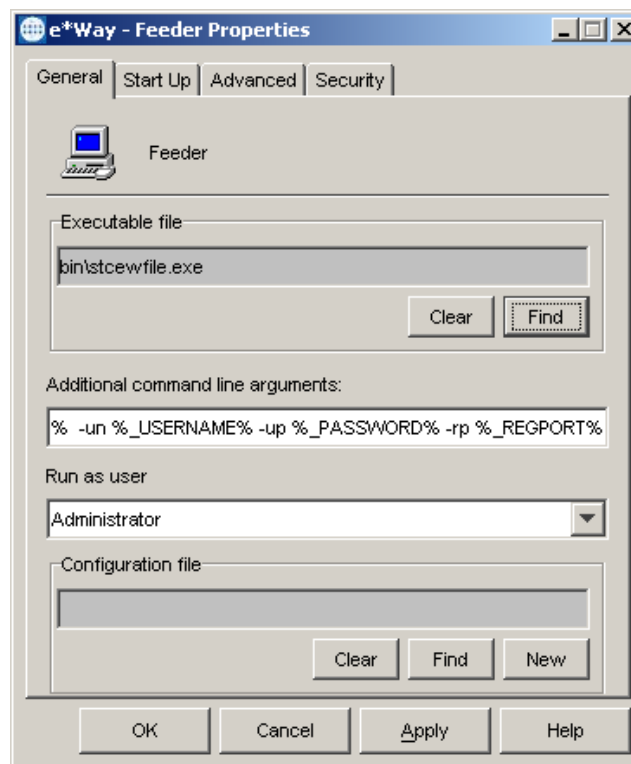 e*Way - Feeder Properties
General Start Up Advanced Security
Feeder
Executable file
bin\stcewfile.exe
Clear Find
Additional command line arguments:
% -un %_USERNAME% -up %_PASSWORD% -rp %_REGPORT%
Run as user
Administrator
Configuration file
Clear Find New
OK Cancel Apply Help